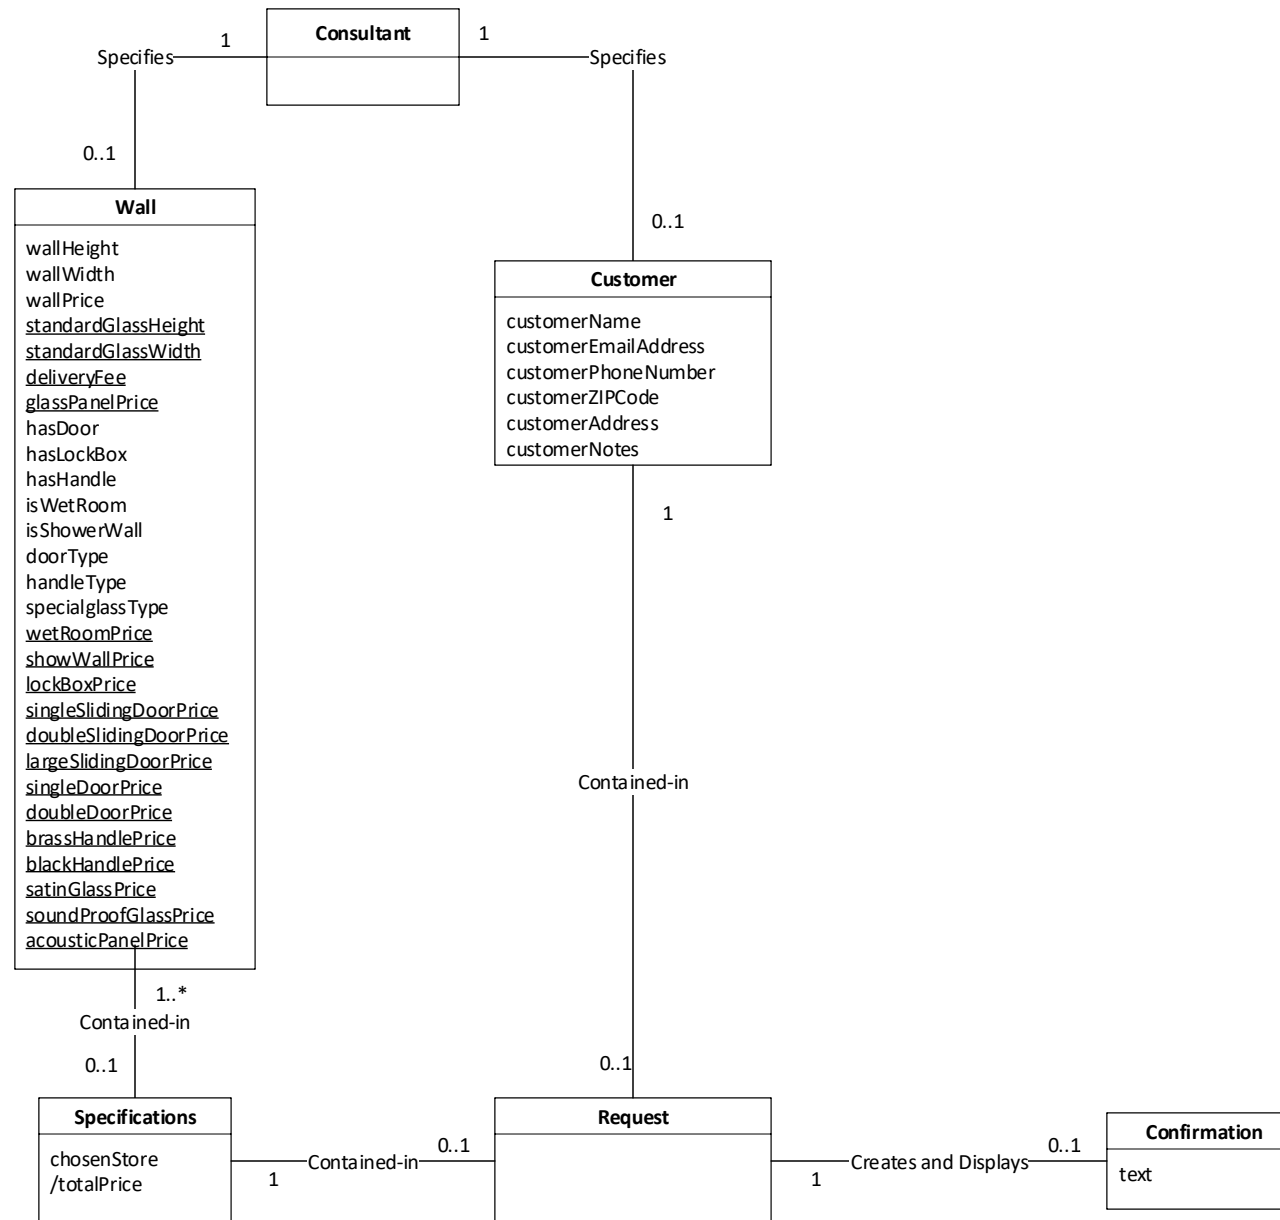 Consultant
1
1
Specifies
Specifies
0..1
0..1
Wall
wallHeight
wallWidth
wallPrice
standardGlassHeight
standardGlassWidth
deliveryFee
glassPanelPrice
hasDoor
hasLockBox
hasHandle
isWetRoom
isShowerWall
doorType
handleType
specialglassType
wetRoomPrice
showWallPrice
lockBoxPrice
singleSlidingDoorPrice
doubleSlidingDoorPrice
largeSlidingDoorPrice
singleDoorPrice
doubleDoorPrice
brassHandlePrice
blackHandlePrice
satinGlassPrice
soundProofGlassPrice
acousticPanelPrice
Customer
customerName
customerEmailAddress
customerPhoneNumber
customerZIPCode
customerAddress
customerNotes
1
Contained-in
0..1
1..*
Contained-in
0..1
Specifications
chosenStore
/totalPrice
1
Contained-in
0..1
Request
1
Creates and Displays
0..1
Confirmation
text